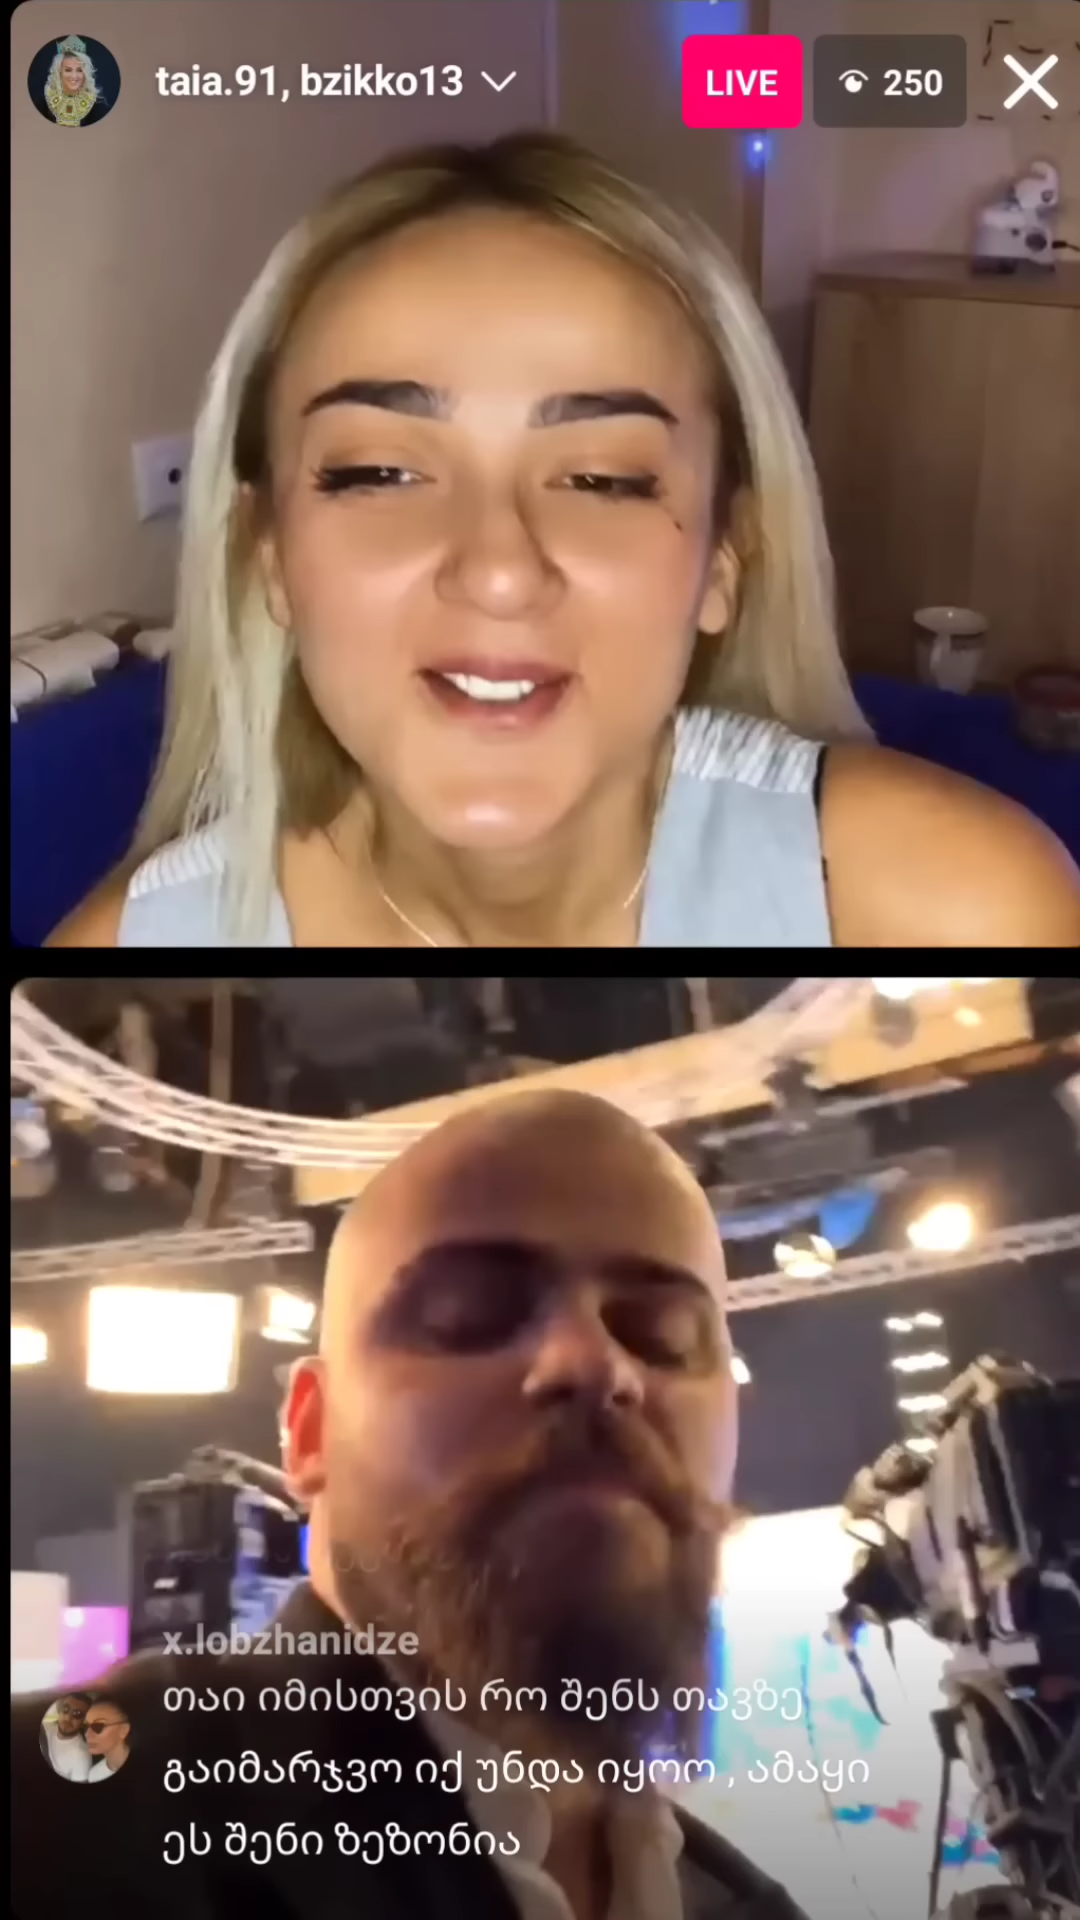 taia.91, bzikko13
LIVE
250
x.lobzhanidze
თაი იმისთვის რო შენს თავზე
გაიმარჯვო იქ უნდა იყოო , ამაყი
ეს შენი ზეზონია